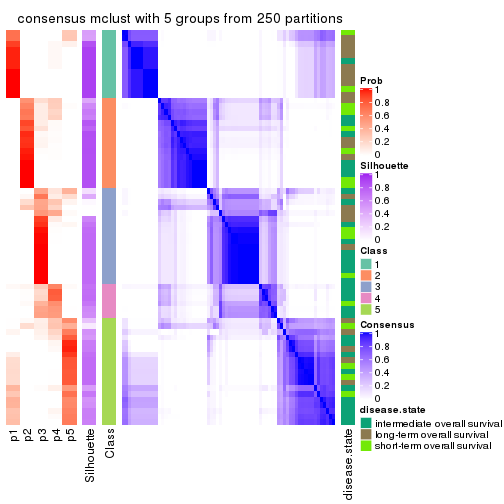 consensus mclust with 5 groups from 250 partitions
Prob
1
0.8
0.6
0.4
0.2
0
Silhouette
1
0.8
0.6
0.4
0.2
0
Class
1
2
3
4
5
Consensus
1
0.8
0.6
0.4
0.2
0
disease.state
intermediate overall survival
long-term overall survival
short-term overall survival
p1
p2
p3
p4
p5
Silhouette
Class
disease.state